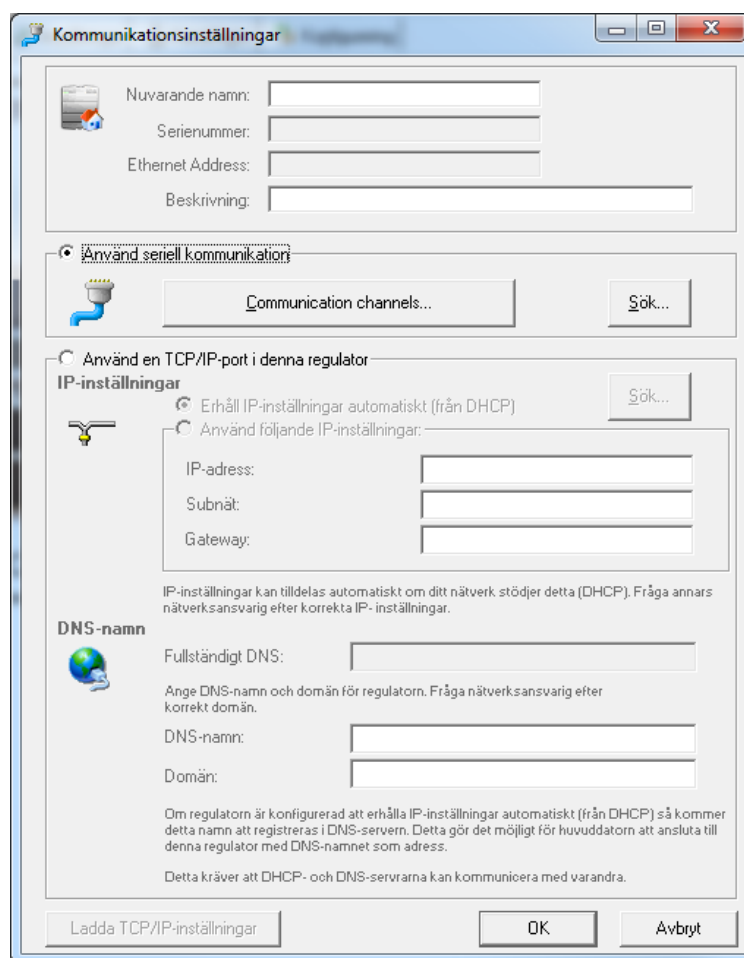 Kommunikationsinställningar
Nuvarande namn:
Serienummer:
Ethernet Address:
Beskrivning:
Använd seriell kommunikation
Communication channels...
Sök...
Använd en TCP/IP-port i denna regulator
IP-inställningar
Sök...
Erhåll IP-inställningar automatiskt (från DHCP)
Använd följande IP-inställningar:
IP-adress:
Subnät:
Gateway:
IP-inställningar kan tilldelas automatiskt om ditt nätverk stödjer detta (DHCP). Fråga annars
nätverksansvarig efter korrekta IP- inställningar.
DNS-namn
Fullständigt DNS:
Ange DNS-namn och domän för regulatorn. Fråga nätverksansvarig efter
korrekt domän.
DNS-namn:
Domän:
Om regulatorn är konfigurerad att erhålla IP-inställningar automatiskt (från DHCP) så kommer
detta namn att registreras i DNS-servern. Detta gör det möjligt för huvuddatorn att ansluta till
denna regulator med DNS-namnet som adress.
Detta kräver att DHCP- och DNS-servrarna kan kommunicera med varandra.
Ladda TCP/IP-inställningar
OK
Avbryt